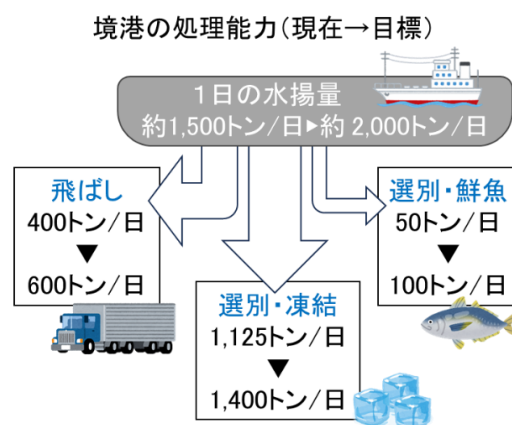 境港の処理能力(現在→目標)
1日の水揚量
約1,500トン/日▶約2,000トン/日
飛ばし
400トン/日
▼
600トン/日
選別・凍結
1,125トン/日
▼
1,400トン/日
選別・鮮魚
50トン/日
▼
100トン/日